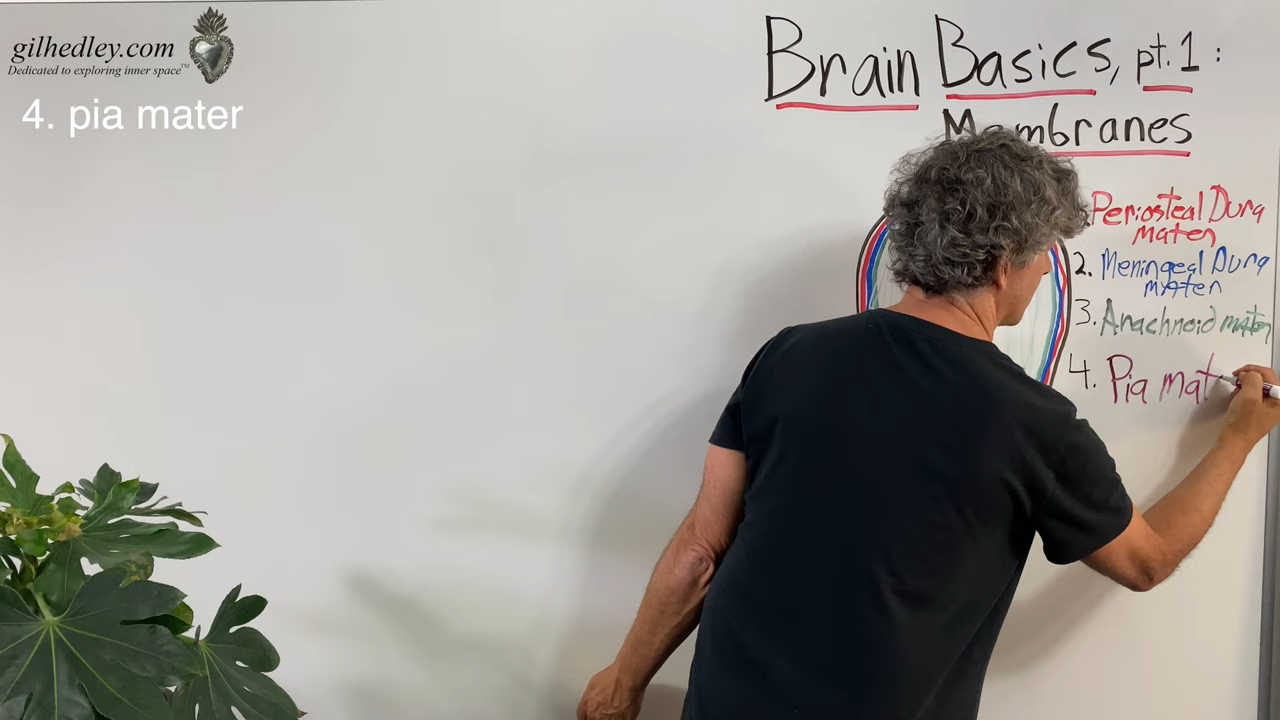 gilhedley.com
Dedicated to exploring inner space™
4. pia mater
Brain Basics, pt. 1:
Membranes
Periosteal Dura
mater
2. Meningeal Dura
mater
3. Arachnoid mater
4. Pia mat